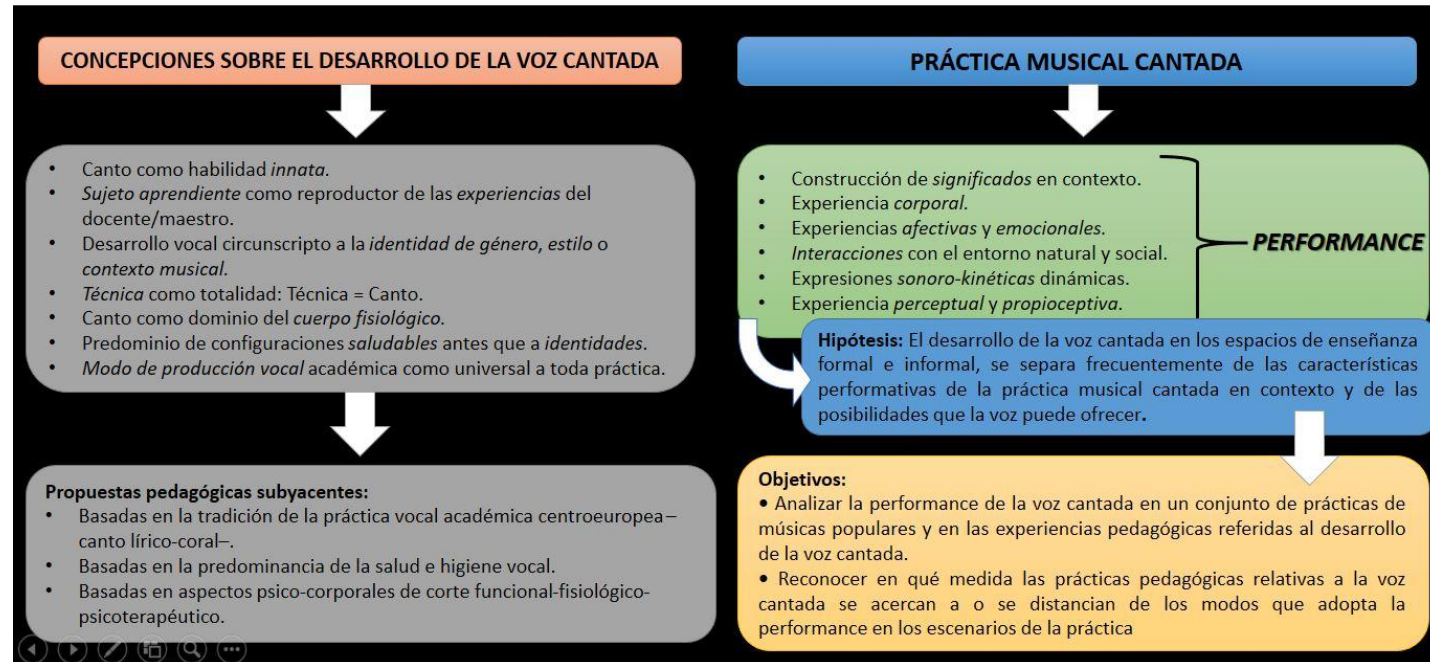 CONCEPCIONES SOBRE EL DESARROLLO DE LA VOZ CANTADA
• Canto como habilidad innata.
• Sujeto aprendiente como reproductor de las experiencias del
docente/maestro.
• Desarrollo vocal circunscripto a la identidad de género, estilo o
contexto musical.
• Técnica como totalidad: Técnica = Canto.
• Canto como dominio del cuerpo fisiológico.
• Predominio de configuraciones saludables antes que a identidades.
• Modo de producción vocal académica como universal a toda práctica.
Propuestas pedagógicas subyacentes:
• Basadas en la tradición de la práctica vocal académica centroeuropea –
canto lírico-coral–.
• Basadas en la predominancia de la salud e higiene vocal.
• Basadas en aspectos psico-corporales de corte funcional-fisiológico-
psicoterapéutico.
PRÁCTICA MUSICAL CANTADA
• Construcción de significados en contexto.
• Experiencia corporal.
• Experiencias afectivas y emocionales.
• Interacciones con el entorno natural y social.
• Expresiones sonoro-kinéticas dinámicas.
• Experiencia perceptual y propioceptiva.
PERFORMANCE
Hipótesis: El desarrollo de la voz cantada en los espacios de enseñanza
formal e informal, se separa frecuentemente de las características
performativas de la práctica musical cantada en contexto y de las
posibilidades que la voz puede ofrecer.
Objetivos:
• Analizar la performance de la voz cantada en un conjunto de prácticas de
músicas populares y en las experiencias pedagógicas referidas al desarrollo
de la voz cantada.
• Reconocer en qué medida las prácticas pedagógicas relativas a la voz
cantada se acercan a o se distancian de los modos que adopta la
performance en los escenarios de la práctica